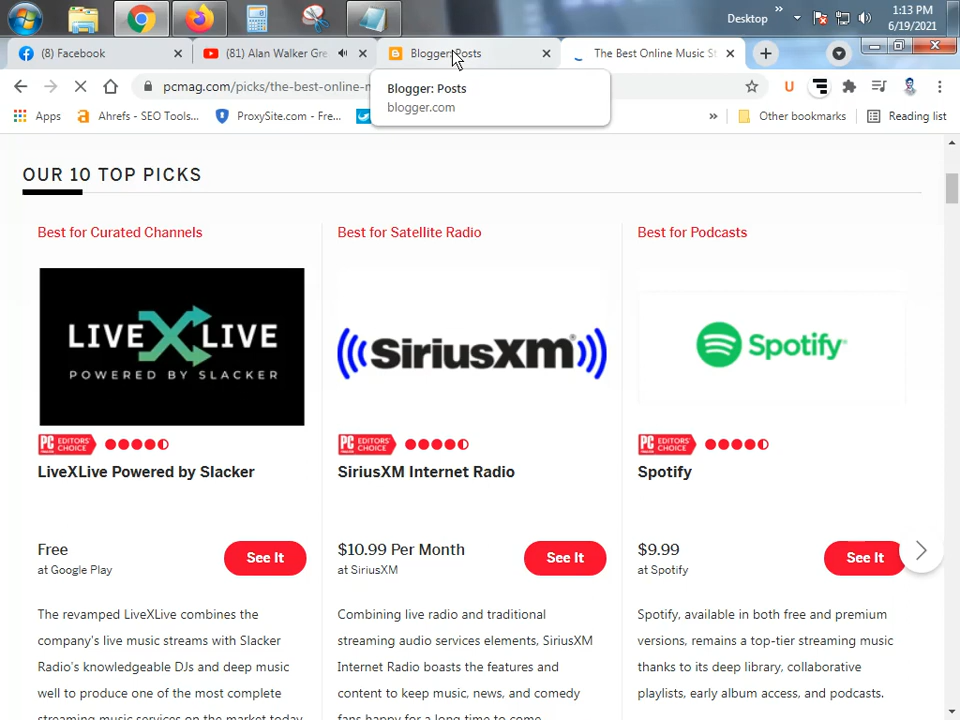 Desktop
»
1:13 PM
6/19/2021
(8) Facebook
(81) Alan Walker Gre
Blogger: Posts
The Best Online Music St
pcmag.com/picks/the-best-online-m
Blogger: Posts
blogger.com
U
Apps
Ahrefs - SEO Tools...
ProxySite.com - Fre...
»
Other bookmarks
Reading list
OUR 10 TOP PICKS
Best for Curated Channels
Best for Satellite Radio
Best for Podcasts
LIVEXLIVE
POWERED BY SLACKER
SiriusXM
Spotify
PC EDITORS' CHOICE
PC EDITORS' CHOICE
PC EDITORS' CHOICE
LiveXLive Powered by Slacker
SiriusXM Internet Radio
Spotify
Free
at Google Play
See It
$10.99 Per Month
at SiriusXM
See It
$9.99
at Spotify
See It
The revamped LiveXLive combines the
company's live music streams with Slacker
Radio's knowledgeable DJs and deep music
well to produce one of the most complete
streaming music services on the market today
Combining live radio and traditional
streaming audio services elements, SiriusXM
Internet Radio boasts the features and
content to keep music, news, and comedy
fans happy for a long time to come.
Spotify, available in both free and premium
versions, remains a top-tier streaming music
thanks to its deep library, collaborative
playlists, early album access, and podcasts.